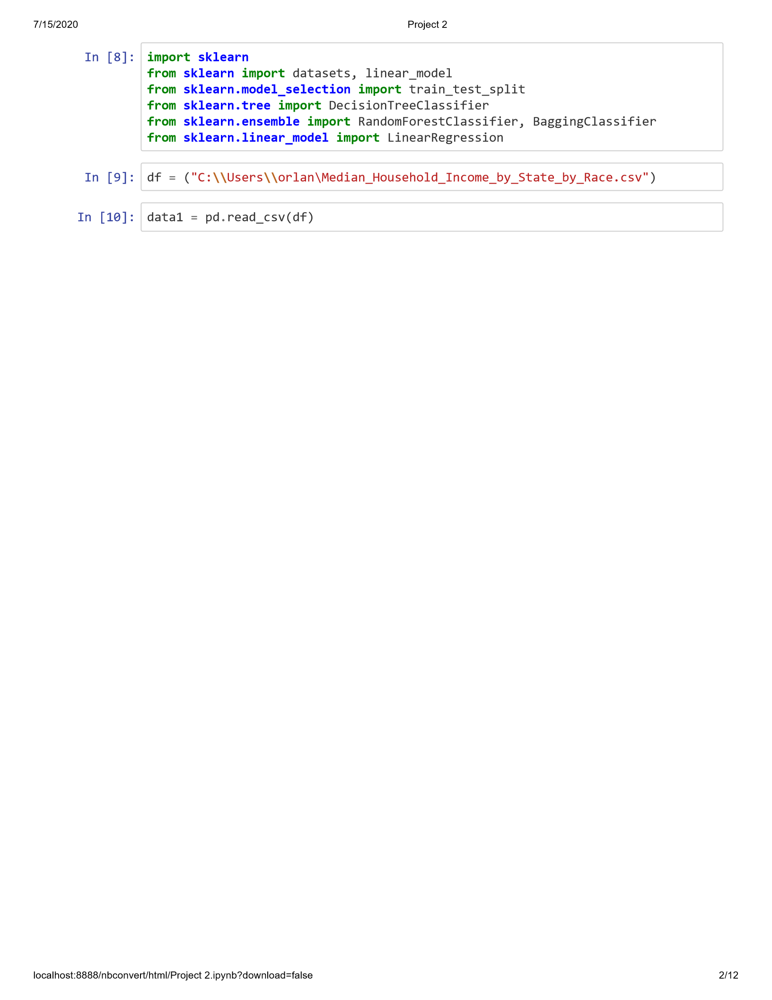 7/15/2020 Project 2
In [8]: import sklearn
from sklearn import datasets, linear_model
from sklearn.model_selection import train_test_split
from sklearn.tree import DecisionTreeClassifier
from sklearn.ensemble import RandomForestClassifier, BaggingClassifier
from sklearn.linear_model import LinearRegression
In [9]: df = ("C:\\Users\\orlan\Median_Household_Income_by_State_by_Race.csv")
In [10]: data1 = pd.read_csv(df)
localhost:8888/nbconvert/html/Project 2.ipynb?download=false 2/12